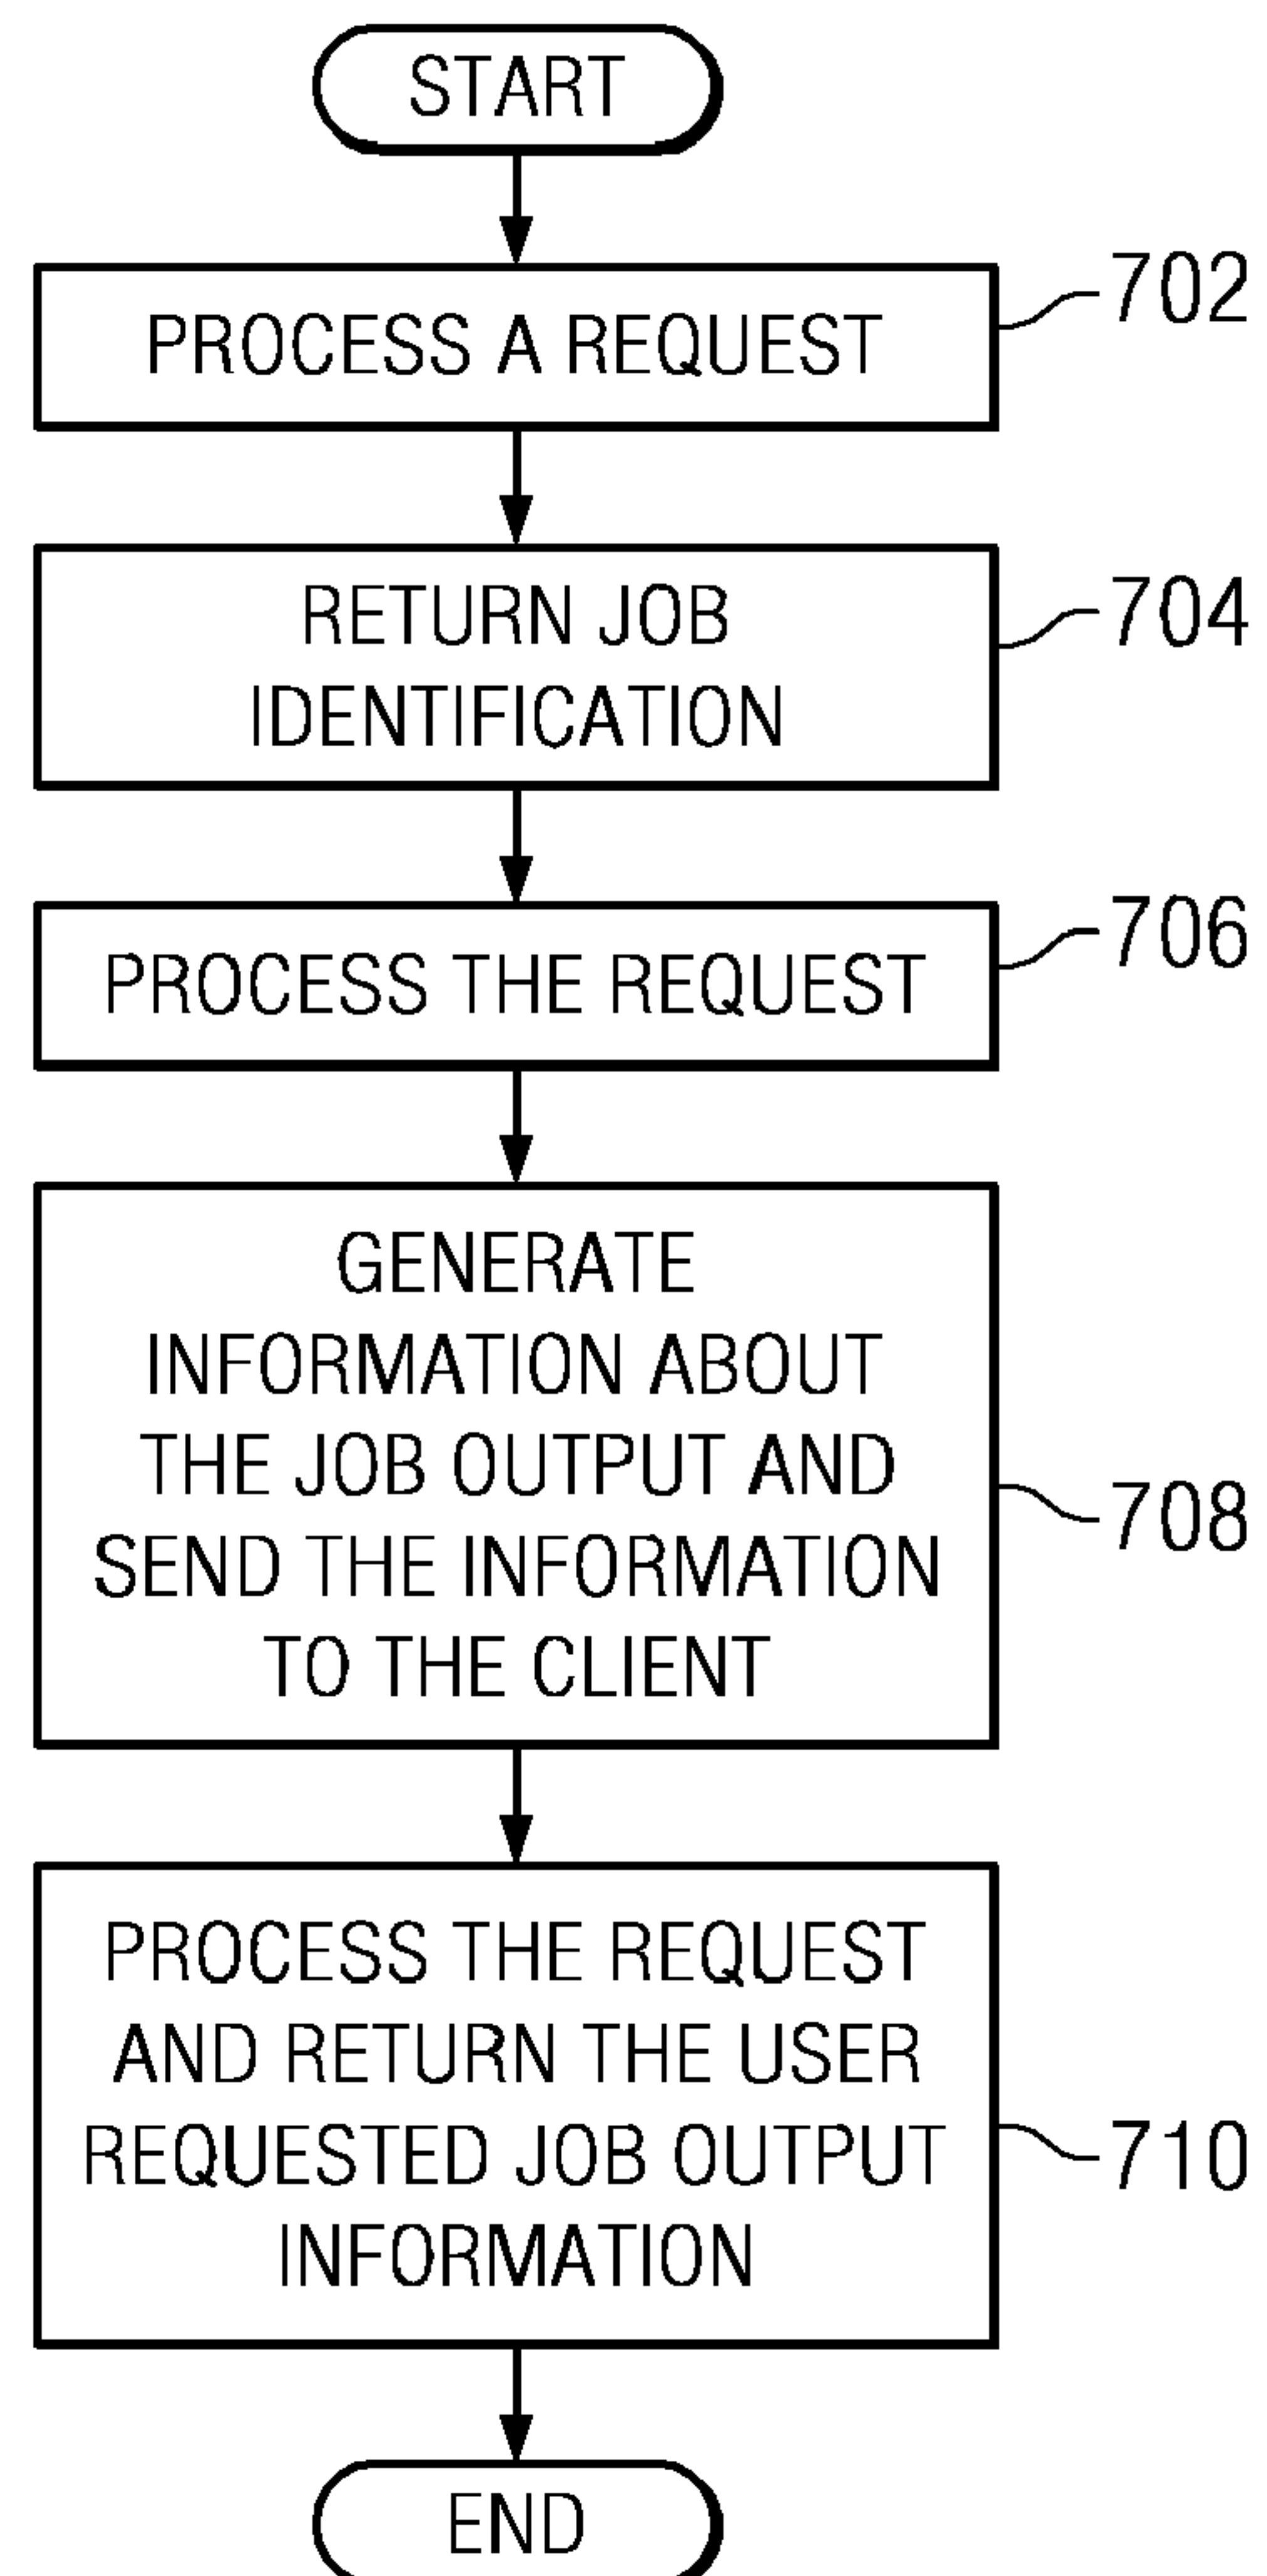 START
PROCESS A REQUEST
702
RETURN JOB
IDENTIFICATION
704
PROCESS THE REQUEST
706
GENERATE
INFORMATION ABOUT
THE JOB OUTPUT AND
SEND THE INFORMATION
TO THE CLIENT
708
PROCESS THE REQUEST
AND RETURN THE USER
REQUESTED JOB OUTPUT
INFORMATION
710
END